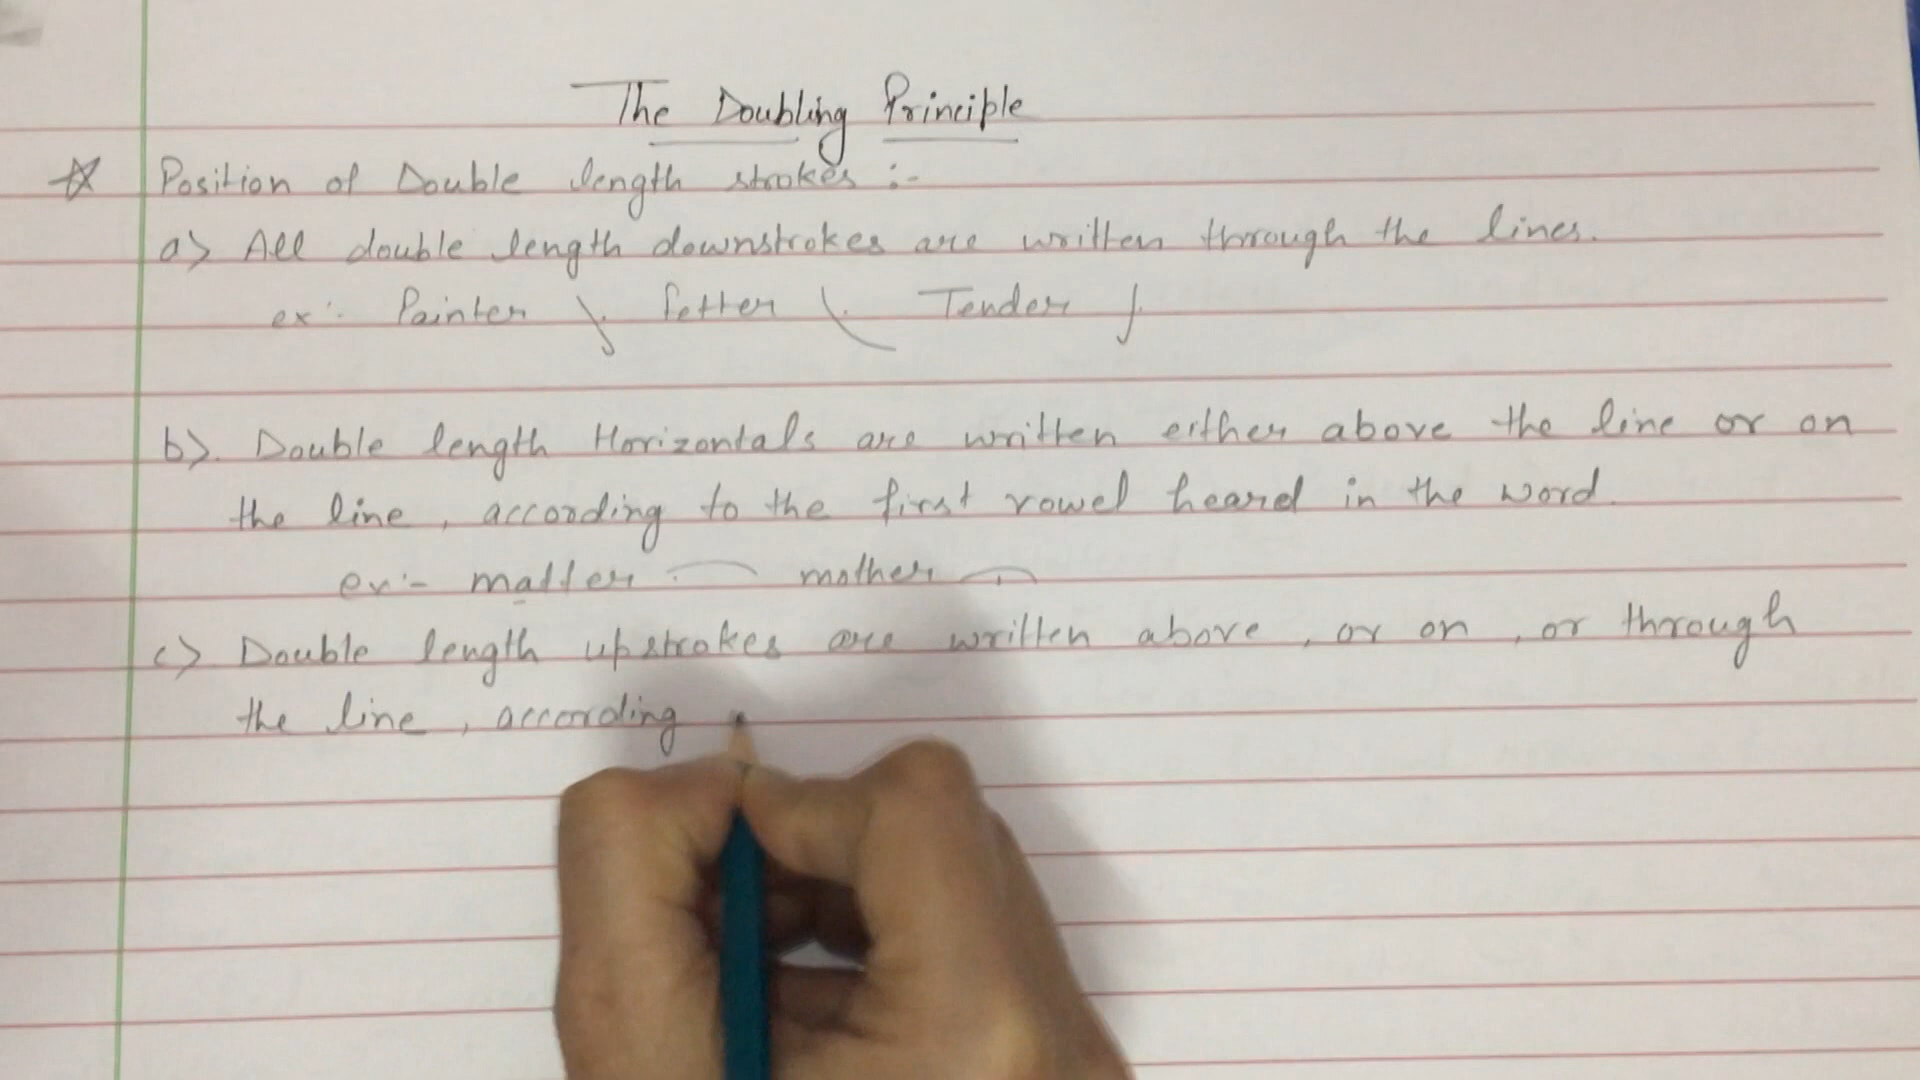 The Doubling Principle
☆ Position of Double length strokes :-
a) All double length downstrokes are written through the lines.
ex:- Painter fetter Tender
b). Double length Horizontals are written either above the line or on
the line, according to the first vowel heard in the word.
ex:- matter mother
c) Double length upstrokes are written above, or on, or through
the line, according